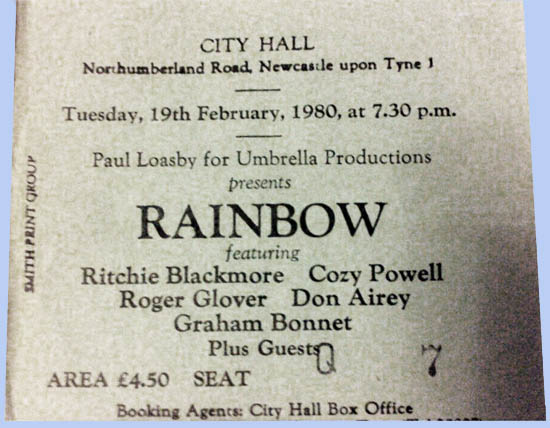 CITY HALL
Northumberland Road, Newcastle upon Tyne 1
Tuesday, 19th February, 1980, at 7.30 p.m.
Paul Loasby for Umbrella Productions
presents
RAINBOW
featuring
Ritchie Blackmore Cozy Powell
Roger Glover Don Airey
Graham Bonnet
Plus Guests
Q 7
AREA £4.50 SEAT
Booking Agents: City Hall Box Office
SMITH PRINT GROUP